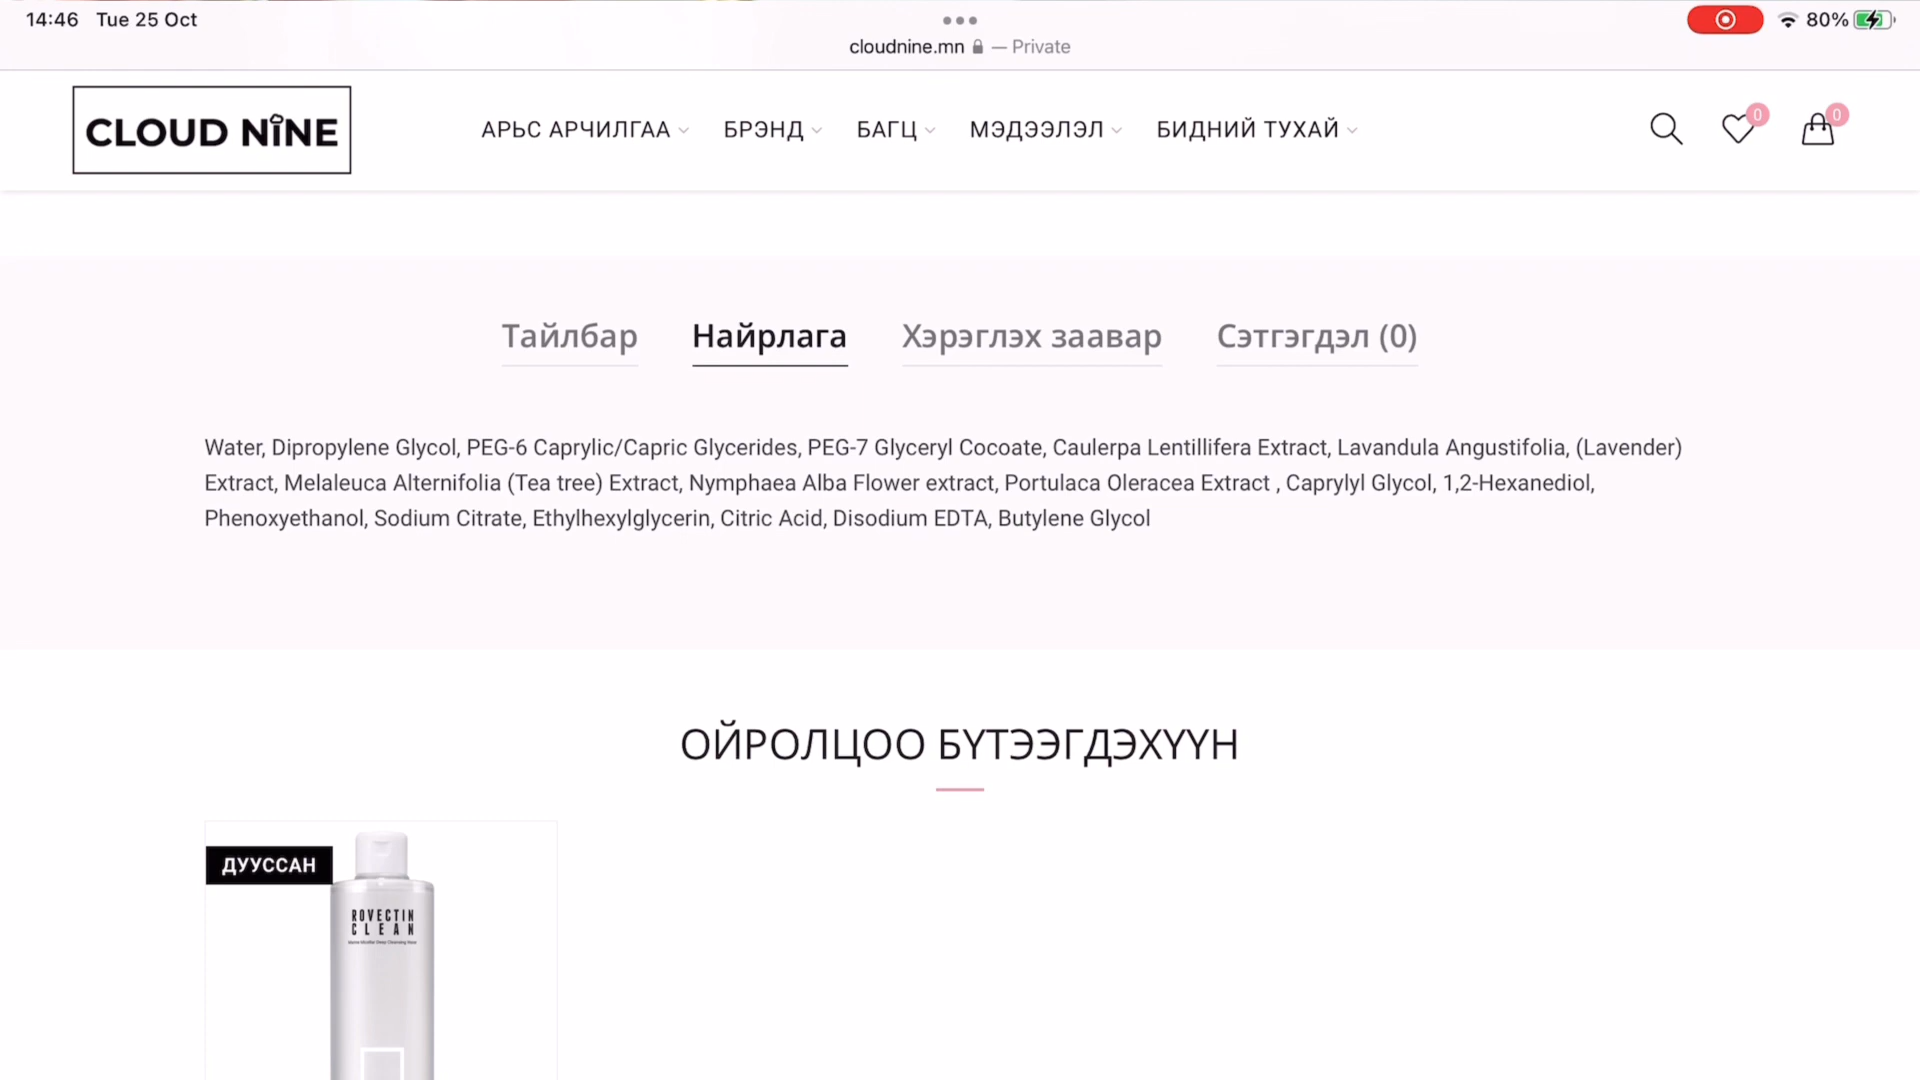 14:46 Tue 25 Oct
80%
cloudnine.mn — Private
CLOUD NINE
АРЬС АРЧИЛГАА
БРЭНД
БАГЦ
МЭДЭЭЛЭЛ
БИДНИЙ ТУХАЙ
0
0
Тайлбар
Найрлага
Хэрэглэх заавар
Сэтгэгдэл (0)
Water, Dipropylene Glycol, PEG-6 Caprylic/Capric Glycerides, PEG-7 Glyceryl Cocoate, Caulerpa Lentillifera Extract, Lavandula Angustifolia, (Lavender)
Extract, Melaleuca Alternifolia (Tea tree) Extract, Nymphaea Alba Flower extract, Portulaca Oleracea Extract , Caprylyl Glycol, 1,2-Hexanediol,
Phenoxyethanol, Sodium Citrate, Ethylhexylglycerin, Citric Acid, Disodium EDTA, Butylene Glycol
ОЙРОЛЦОО БҮТЭЭГДЭХҮҮН
ДУУССАН
ROVECTIN
CLEAN